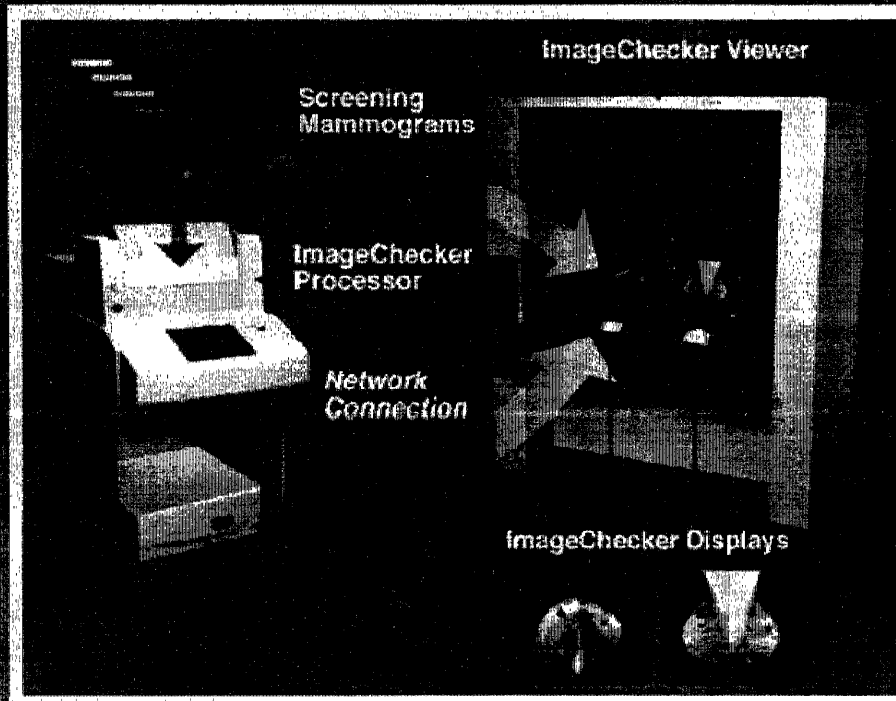 ImageChecker Viewer
Screening
Mammograms
ImageChecker
Processor
Network
Connection
ImageChecker Displays